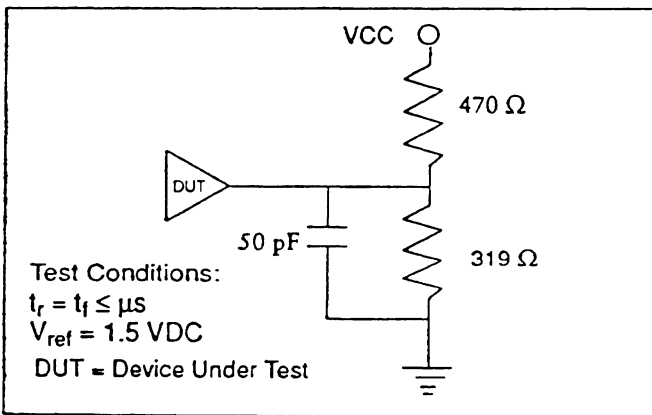 VCC
470 Ω
DUT
50 pF
319 Ω
Test Conditions:
tr = tf ≤ µs
Vref = 1.5 VDC
DUT = Device Under Test